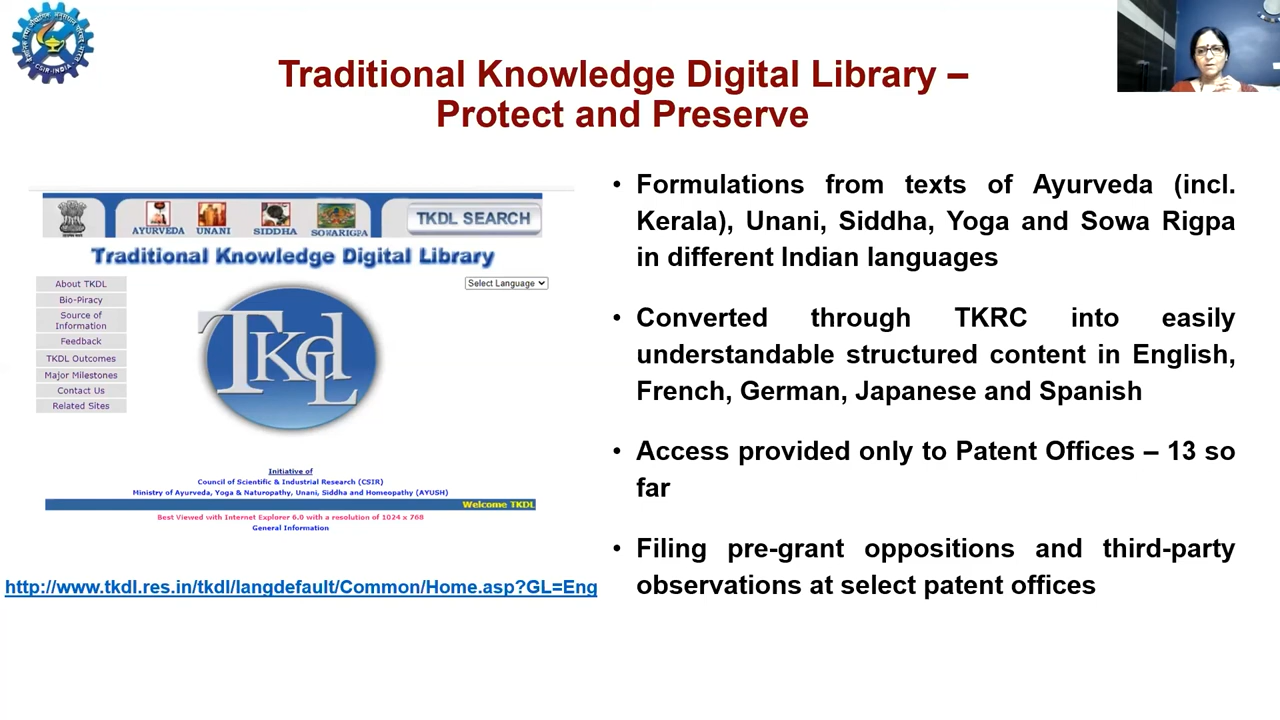 CSIR-INDIA
Traditional Knowledge Digital Library –
Protect and Preserve
AYURVEDA
UNANI
SIDDHA
SOWARIGPA
TKDL SEARCH
Traditional Knowledge Digital Library
Select Language
About TKDL
Bio-Piracy
Source of
Information
Feedback
TKDL Outcomes
Major Milestones
Contact Us
Related Sites
TKDL
Initiative of
Council of Scientific & Industrial Research (CSIR)
Ministry of Ayurveda, Yoga & Naturopathy, Unani, Siddha and Homeopathy (AYUSH)
Welcome TKDL
Best Viewed with Internet Explorer 6.0 with a resolution of 1024 x 768
General Information
http://www.tkdl.res.in/tkdl/langdefault/Common/Home.asp?GL=Eng
• Formulations from texts of Ayurveda (incl.
Kerala), Unani, Siddha, Yoga and Sowa Rigpa
in different Indian languages
• Converted through TKRC into easily
understandable structured content in English,
French, German, Japanese and Spanish
• Access provided only to Patent Offices – 13 so
far
• Filing pre-grant oppositions and third-party
observations at select patent offices